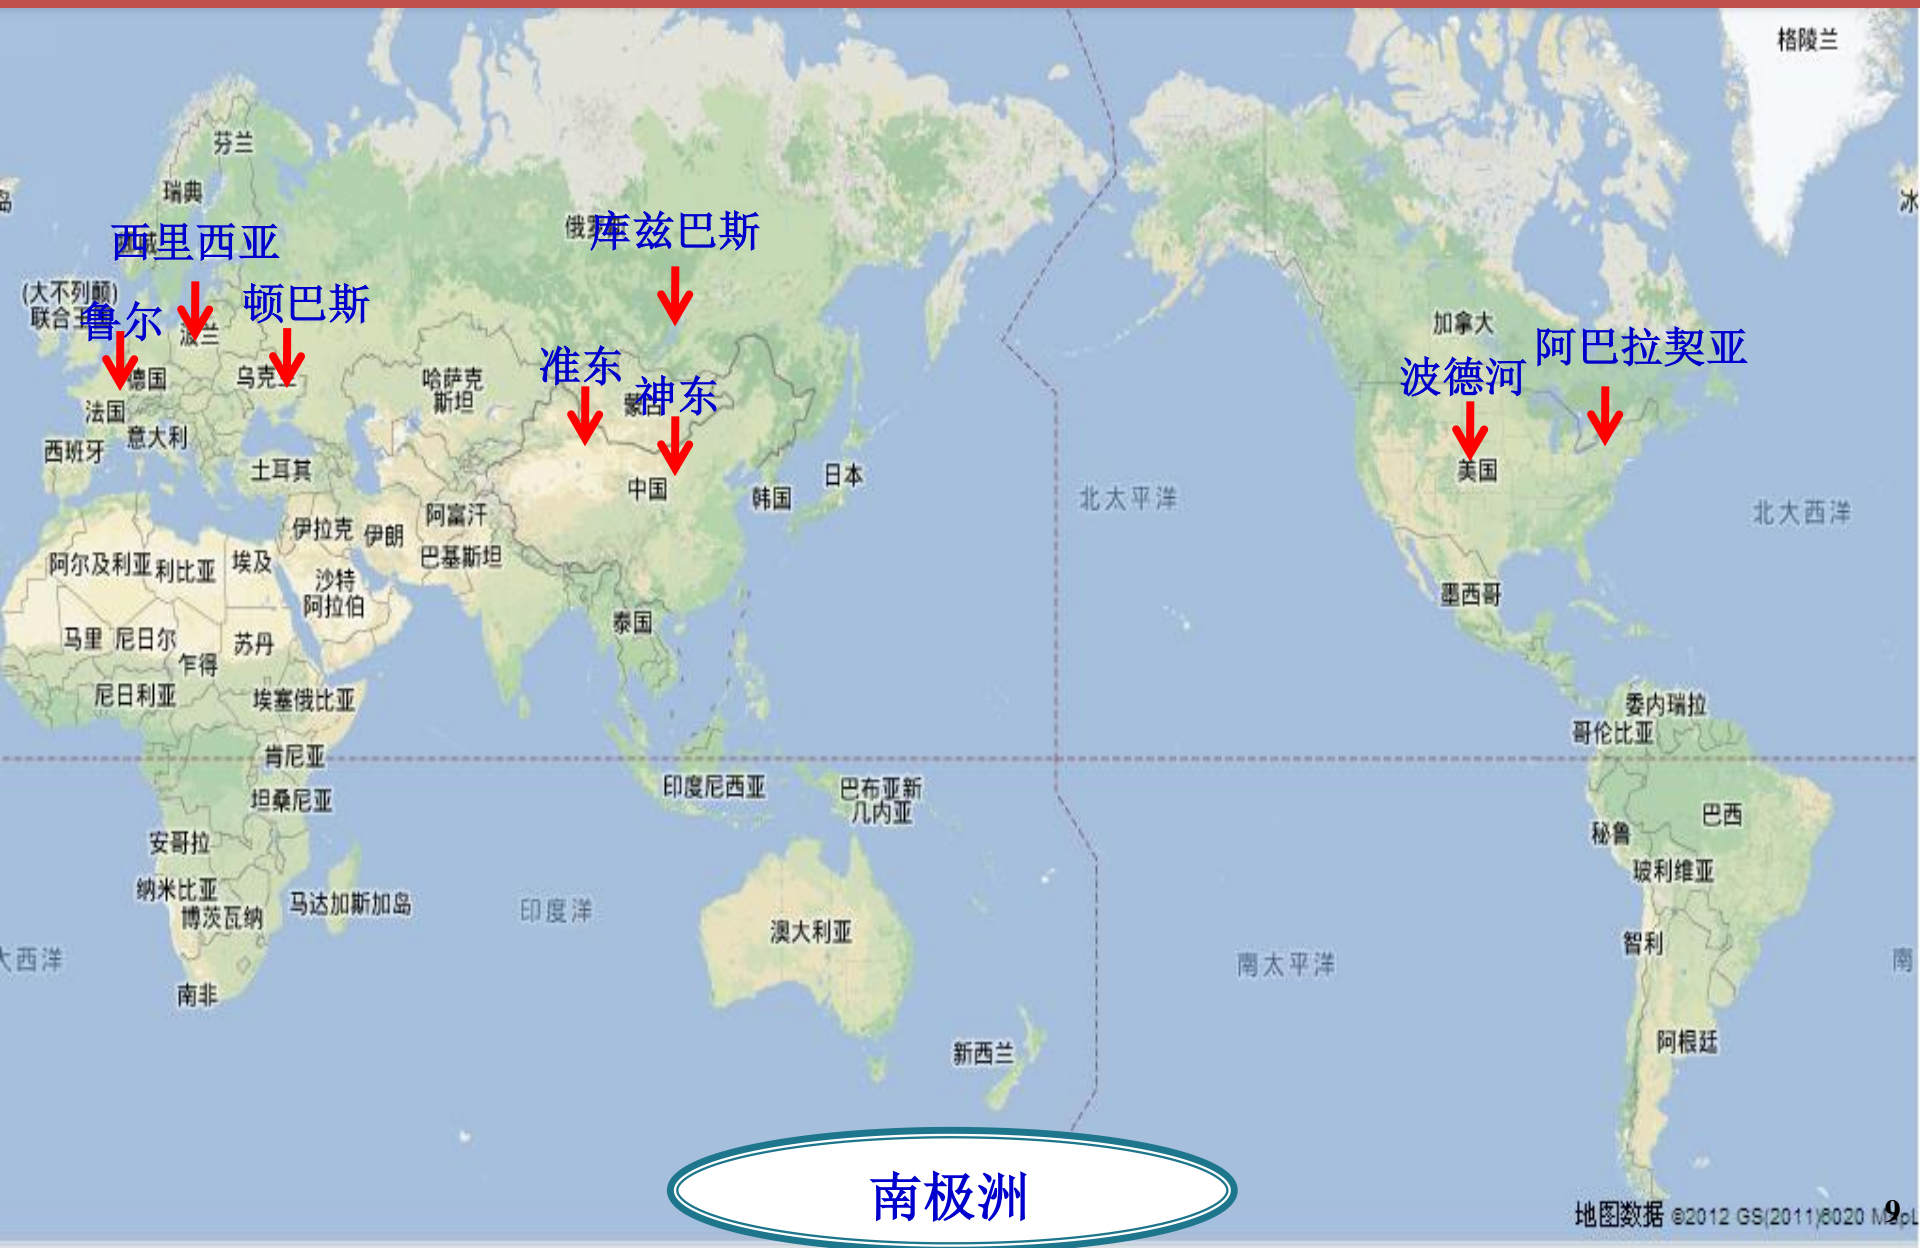 格陵兰
芬兰
瑞典
岛
冰
西里西亚
库兹巴斯
(大不列颠)
鲁尔
顿巴斯
波兰
加拿大
阿巴拉契亚
准东
神东
波德河
德国
哈萨克
斯坦
法国
意大利
西班牙
土耳其
中国
韩国
日本
美国
北太平洋
北大西洋
伊拉克
伊朗
阿富汗
巴基斯坦
阿尔及利亚
利比亚
埃及
沙特
阿拉伯
墨西哥
泰国
马里
尼日尔
苏丹
乍得
尼日利亚
埃塞俄比亚
委内瑞拉
哥伦比亚
肯尼亚
印度尼西亚
巴布亚新
几内亚
坦桑尼亚
巴西
秘鲁
安哥拉
玻利维亚
纳米比亚
博茨瓦纳
马达加斯加岛
印度洋
澳大利亚
智利
大西洋
南太平洋
南
南非
新西兰
阿根廷
南极洲
地图数据 ©2012 GS(2011)6020
9